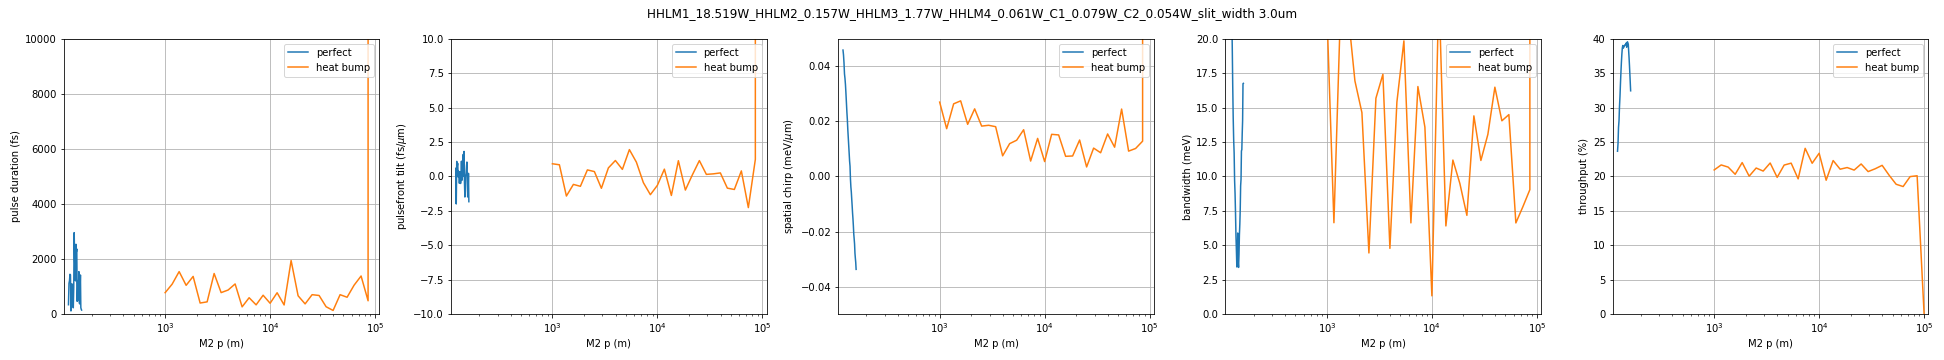 HHLM1_18.519W_HHLM2_0.157W_HHLM3_1.77W_HHLM4_0.061W_C1_0.079W_C2_0.054W_slit_width 3.0um
pulse duration (fs)
10000
8000
6000
4000
2000
0
perfect
heat bump
10³
10⁴
10⁵
M2 p (m)
pulsefront tilt (fs/μm)
10.0
7.5
5.0
2.5
0.0
−2.5
−5.0
−7.5
−10.0
perfect
heat bump
10³
10⁴
10⁵
M2 p (m)
spatial chirp (meV/μm)
0.04
0.02
0.00
−0.02
−0.04
perfect
heat bump
10³
10⁴
10⁵
M2 p (m)
bandwidth (meV)
20.0
17.5
15.0
12.5
10.0
7.5
5.0
2.5
0.0
perfect
heat bump
10³
10⁴
10⁵
M2 p (m)
throughput (%)
40
35
30
25
20
15
10
5
0
perfect
heat bump
10³
10⁴
10⁵
M2 p (m)